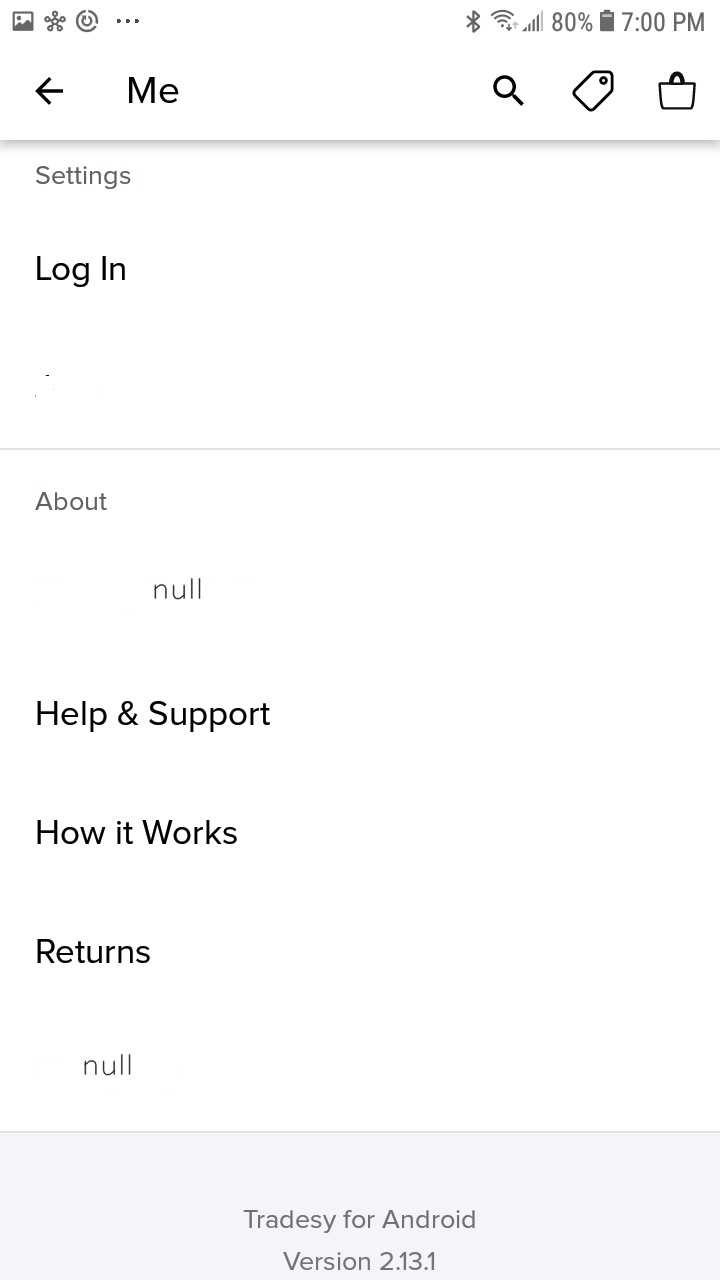 80% 7:00 PM
Me
Settings
Log In
About
null
Help & Support
How it Works
Returns
null
Tradesy for Android
Version 2.13.1